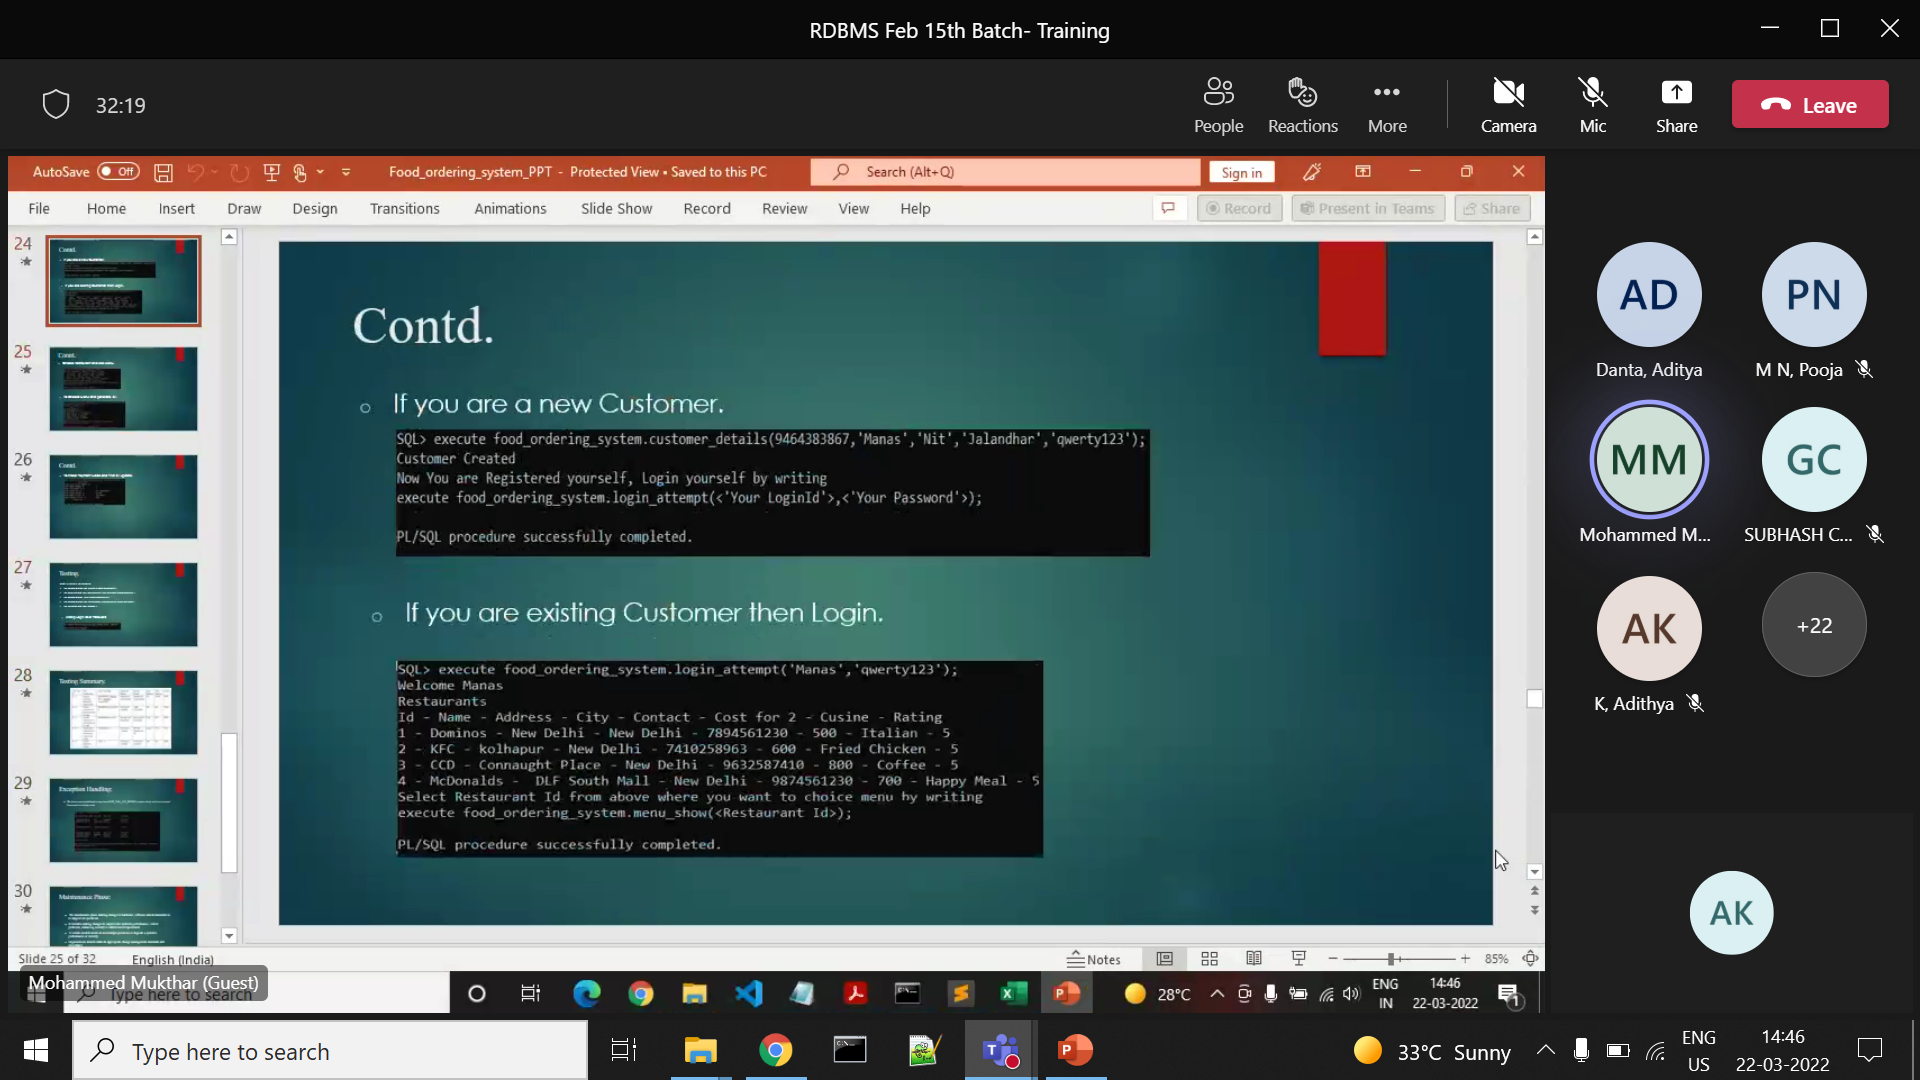 RDBMS Feb 15th Batch- Training
32:19
People
Reactions
More
Camera
Mic
Share
Leave
AutoSave Off
Food_ordering_system_PPT - Protected View • Saved to this PC
Search (Alt+Q)
Sign in
File Home Insert Draw Design Transitions Animations Slide Show Record Review View Help
Record
Present in Teams
Share
24
Contd.
25
Contd.
26
Contd.
27
Testing.
28
Testing Summary.
29
Exception Handling:
30
Maintenance Phase:
Contd.
If you are a new Customer.
SQL> execute food_ordering_system.customer_details(9464383867,'Manas','Nit','Jalandhar','qwerty123');
Customer Created
Now You are Registered yourself, Login yourself by writing
execute food_ordering_system.login_attempt(<'Your LoginId'>,<'Your Password'>);
PL/SQL procedure successfully completed.
If you are existing Customer then Login.
SQL> execute food_ordering_system.login_attempt('Manas','qwerty123');
Welcome Manas
Restaurants
Id - Name - Address - City - Contact - Cost for 2 - Cusine - Rating
1 - Dominos - New Delhi - New Delhi - 7894561230 - 500 - Italian - 5
2 - KFC - kolhapur - New Delhi - 7410258963 - 600 - Fried Chicken - 5
3 - CCD - Connaught Place - New Delhi - 9632587410 - 800 - Coffee - 5
4 - McDonalds - DLF South Mall - New Delhi - 9874561230 - 700 - Happy Meal - 5
Select Restaurant Id from above where you want to choice menu by writing
execute food_ordering_system.menu_show(<Restaurant Id>);
PL/SQL procedure successfully completed.
Slide 25 of 32
English (India)
Notes
85%
Mohammed Mukthar (Guest)
Type here to search
28°C
ENG
IN
14:46
22-03-2022
1
AD
Danta, Aditya
PN
M N, Pooja
MM
Mohammed M...
GC
SUBHASH C...
AK
K, Adithya
+22
AK
Type here to search
33°C Sunny
ENG
US
14:46
22-03-2022